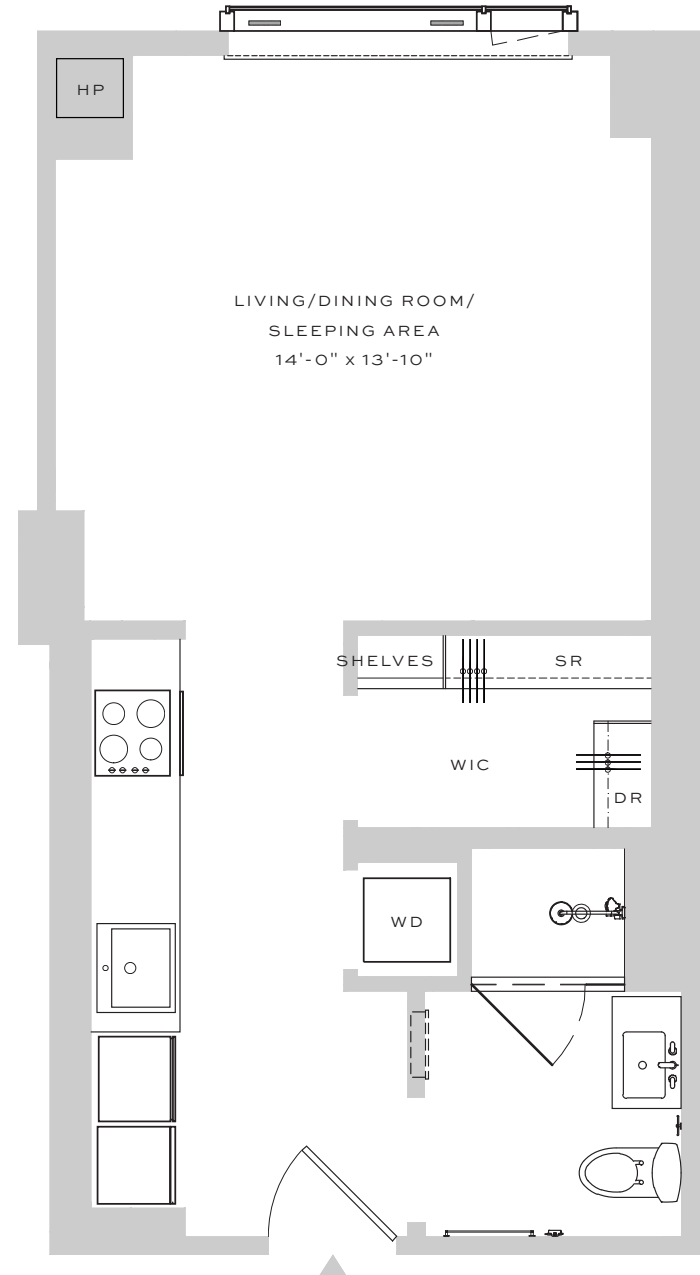 HP
LIVING/DINING ROOM/
SLEEPING AREA
14'-0" x 13'-10"
SHELVES
SR
WIC
DR
WD